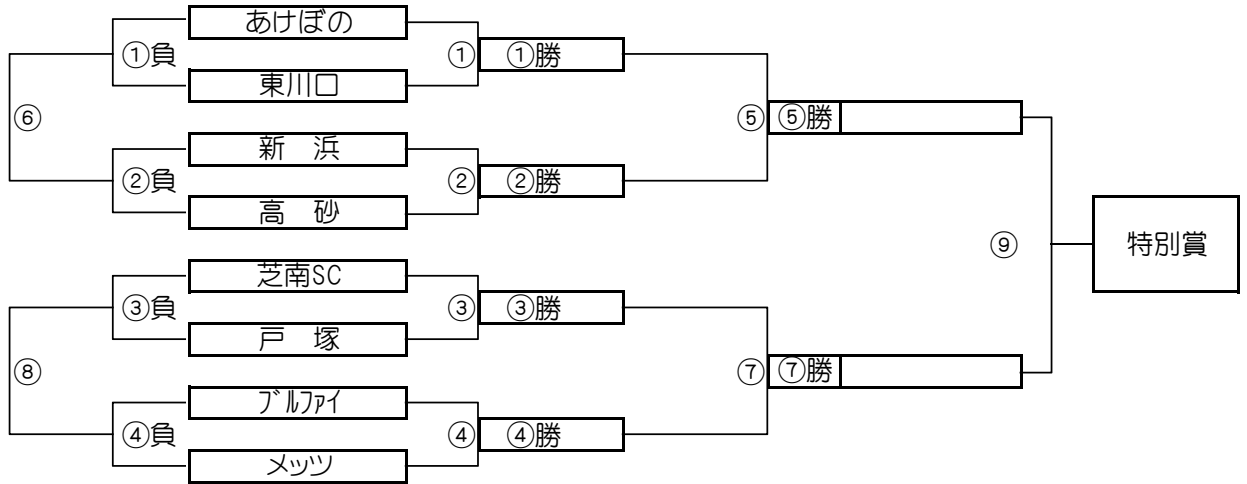 あけぼの
①負 ① ①勝
東川口
⑥ ⑤ ⑤勝
新 浜
②負 ② ②勝
高 砂
⑨ 特別賞
芝南SC
③負 ③ ③勝
戸 塚
⑧ ⑦ ⑦勝
ブルファイ
④負 ④ ④勝
メッツ